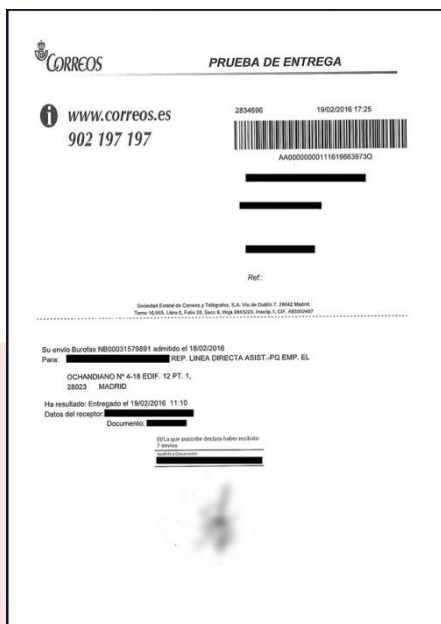 CORREOS
PRUEBA DE ENTREGA
www.correos.es
902 197 197
2834696 19/02/2016 17:25
AA00000000111619563973Q
Ref.:
Sociedad Estatal de Correos y Telégrafos, S.A. Vía de Dublín 7. 28042 Madrid.
Su envío Burofax NB00031579891 admitido el 18/02/2016
Para: REP. LINEA DIRECTA ASIST.-PQ EMP. EL
OCHANDIANO Nº 4-18 EDIF. 12 PT. 1,
28023 MADRID
Ha resultado: Entregado el 19/02/2016 11:10
Datos del receptor:
Documento:
El/La que suscribe declara haber recibido
7 envíos